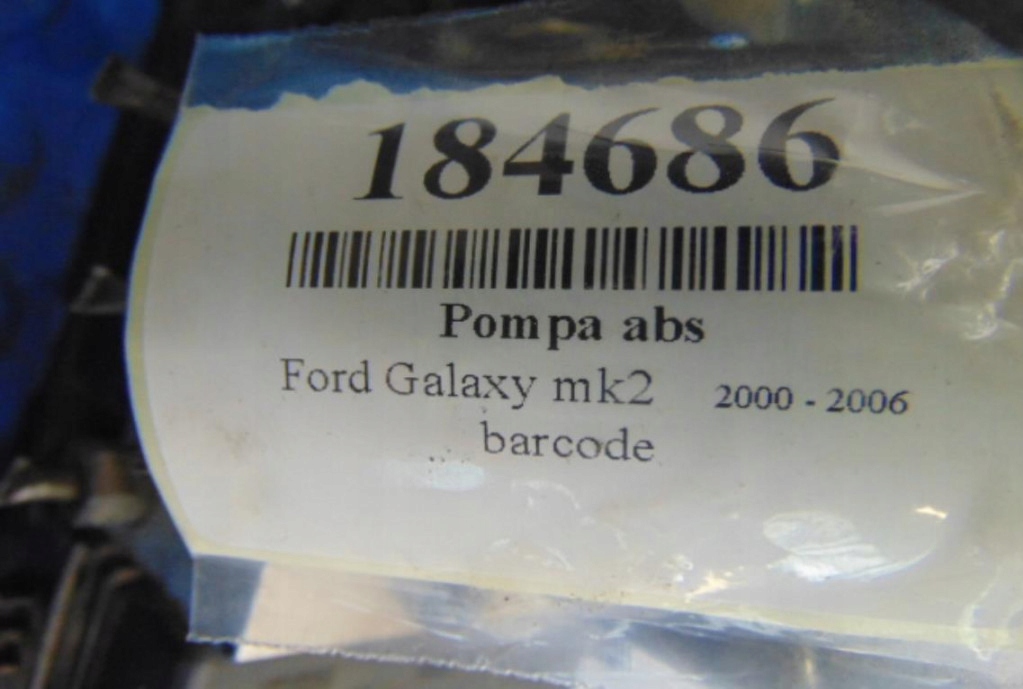 184686
Pompa abs
Ford Galaxy mk2 2000 - 2006
barcode